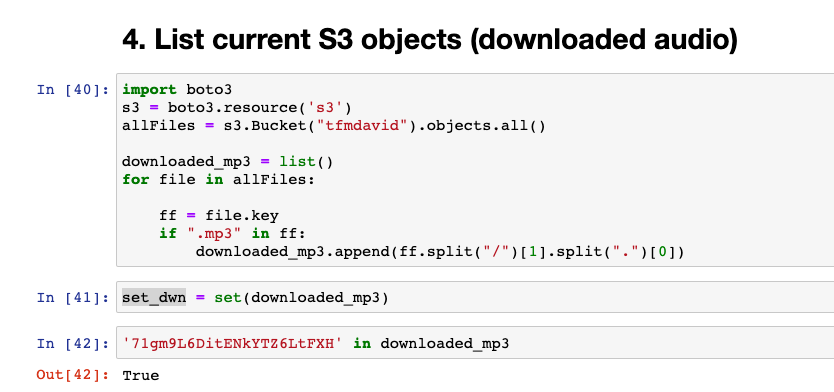 4. List current S3 objects (downloaded audio)
In [40]: import boto3
s3 = boto3.resource('s3')
allFiles = s3.Bucket("tfmdavid").objects.all()
downloaded_mp3 = list()
for file in allFiles:
ff = file.key
if ".mp3" in ff:
downloaded_mp3.append(ff.split("/")[1].split(".")[0])
In [41]: set_dwn = set(downloaded_mp3)
In [42]: '71gm9L6DitENkYTZ6LtFXH' in downloaded_mp3
Out[42]: True